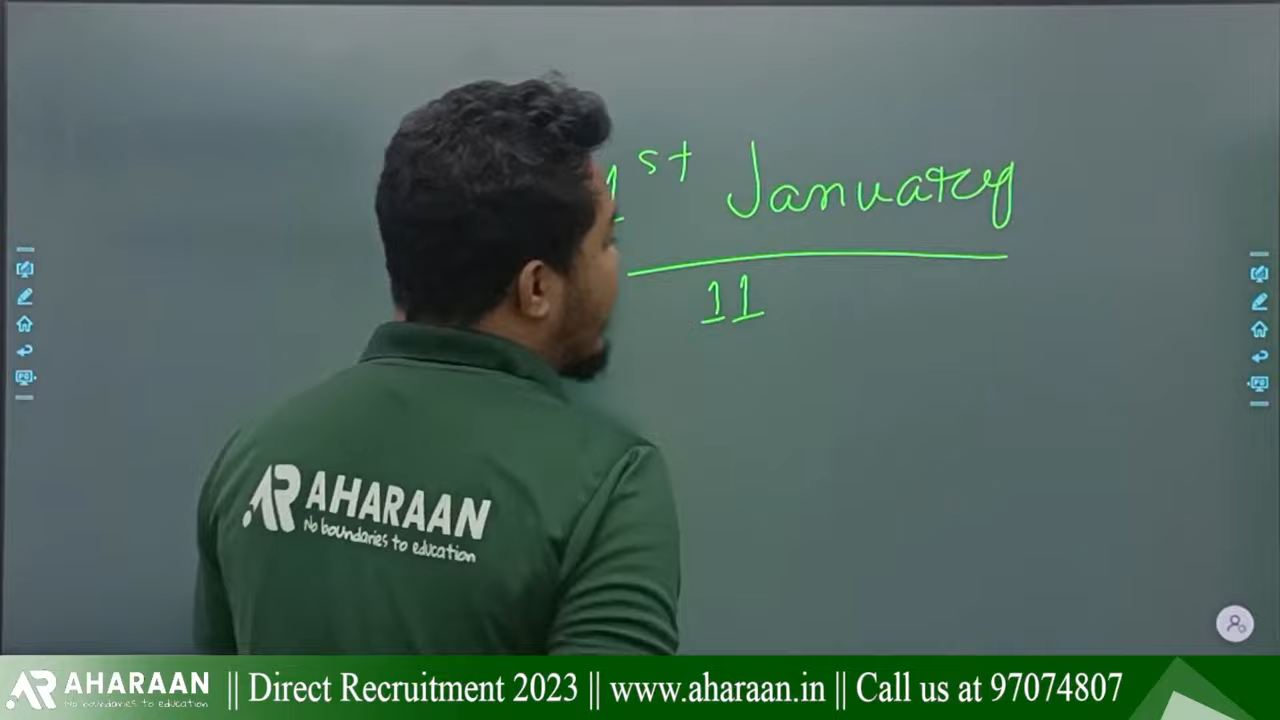 1st January
11
AHARAAN
No boundaries to education
AHARAAN || Direct Recruitment 2023 || www.aharaan.in || Call us at 97074807
No boundaries to education